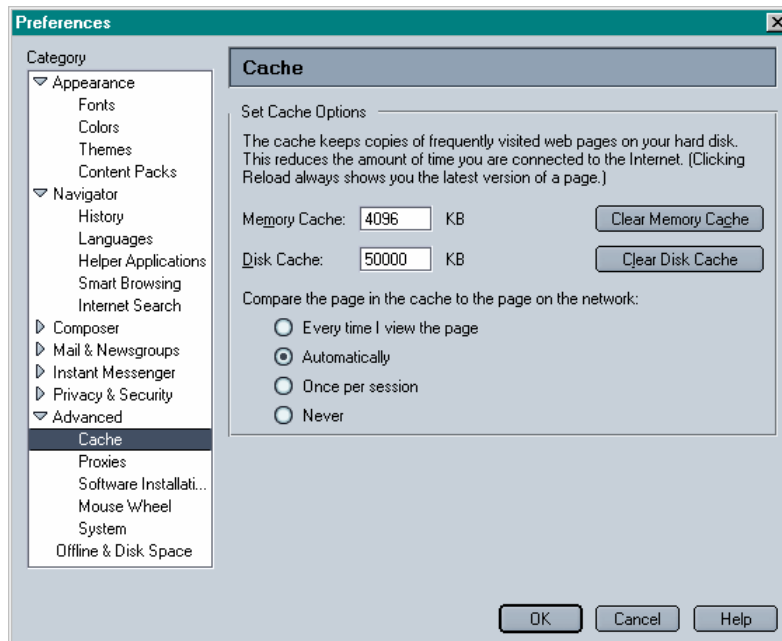 Preferences
Category
Appearance
Fonts
Colors
Themes
Content Packs
Navigator
History
Languages
Helper Applications
Smart Browsing
Internet Search
Composer
Mail & Newsgroups
Instant Messenger
Privacy & Security
Advanced
Cache
Proxies
Software Installati...
Mouse Wheel
System
Offline & Disk Space
Cache
Set Cache Options
The cache keeps copies of frequently visited web pages on your hard disk.
This reduces the amount of time you are connected to the Internet. (Clicking
Reload always shows you the latest version of a page.)
Memory Cache: 4096 KB Clear Memory Cache
Disk Cache: 50000 KB Clear Disk Cache
Compare the page in the cache to the page on the network:
Every time I view the page
Automatically
Once per session
Never
OK Cancel Help